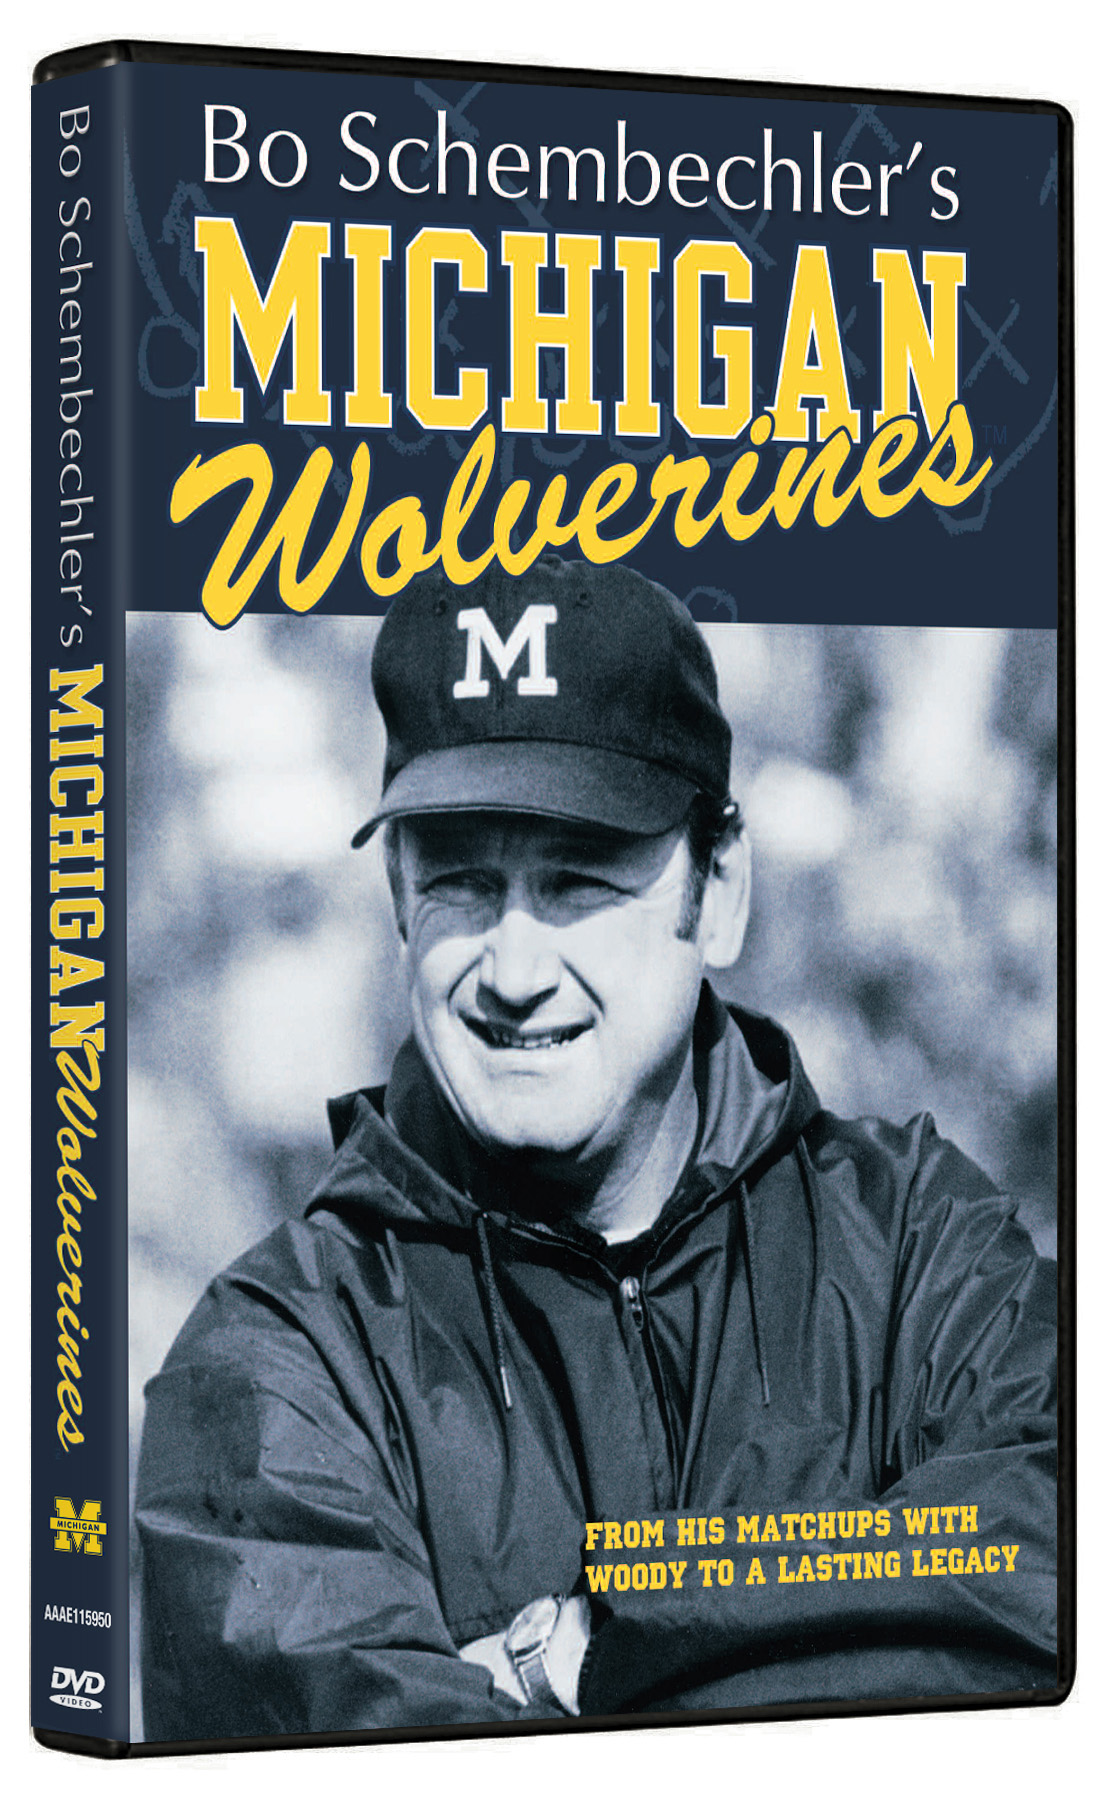 Bo Schembechler's
MICHIGAN
Wolverines
TM
M
FROM HIS MATCHUPS WITH
WOODY TO A LASTING LEGACY
Bo Schembechler's MICHIGAN Wolverines
M
MICHIGAN
AAAE115950
DVD
VIDEO